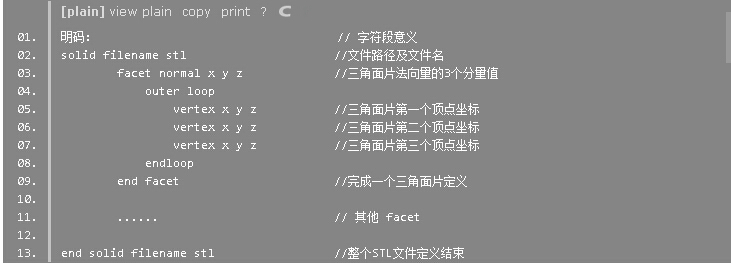 [plain] view plain copy print ? C
01. 明码: // 字符段意义
02. solid filename stl //文件路径及文件名
03. facet normal x y z //三角面片法向量的3个分量值
04. outer loop
05. vertex x y z //三角面片第一个顶点坐标
06. vertex x y z //三角面片第二个顶点坐标
07. vertex x y z //三角面片第三个顶点坐标
08. endloop
09. end facet //完成一个三角面片定义
10.
11. ...... // 其他 facet
12.
13. end solid filename stl //整个STL文件定义结束